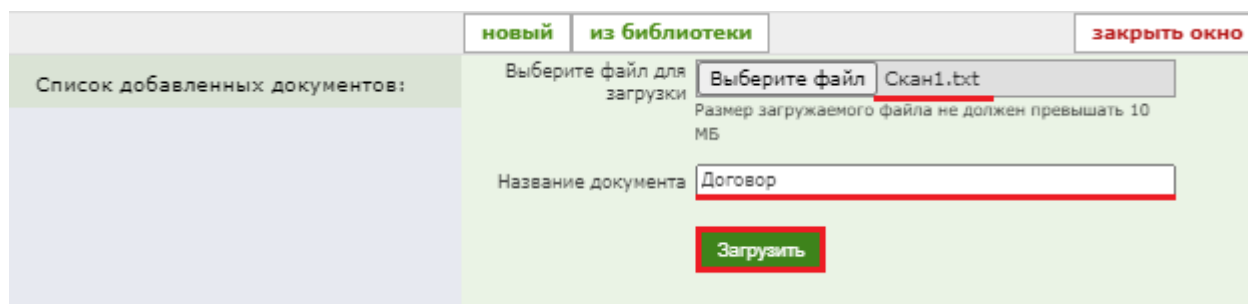 новый из библиотеки закрыть окно
Список добавленных документов:
Выберите файл для загрузки
Выберите файл Скан1.txt
Размер загружаемого файла не должен превышать 10
МБ
Название документа Договор
Загрузить